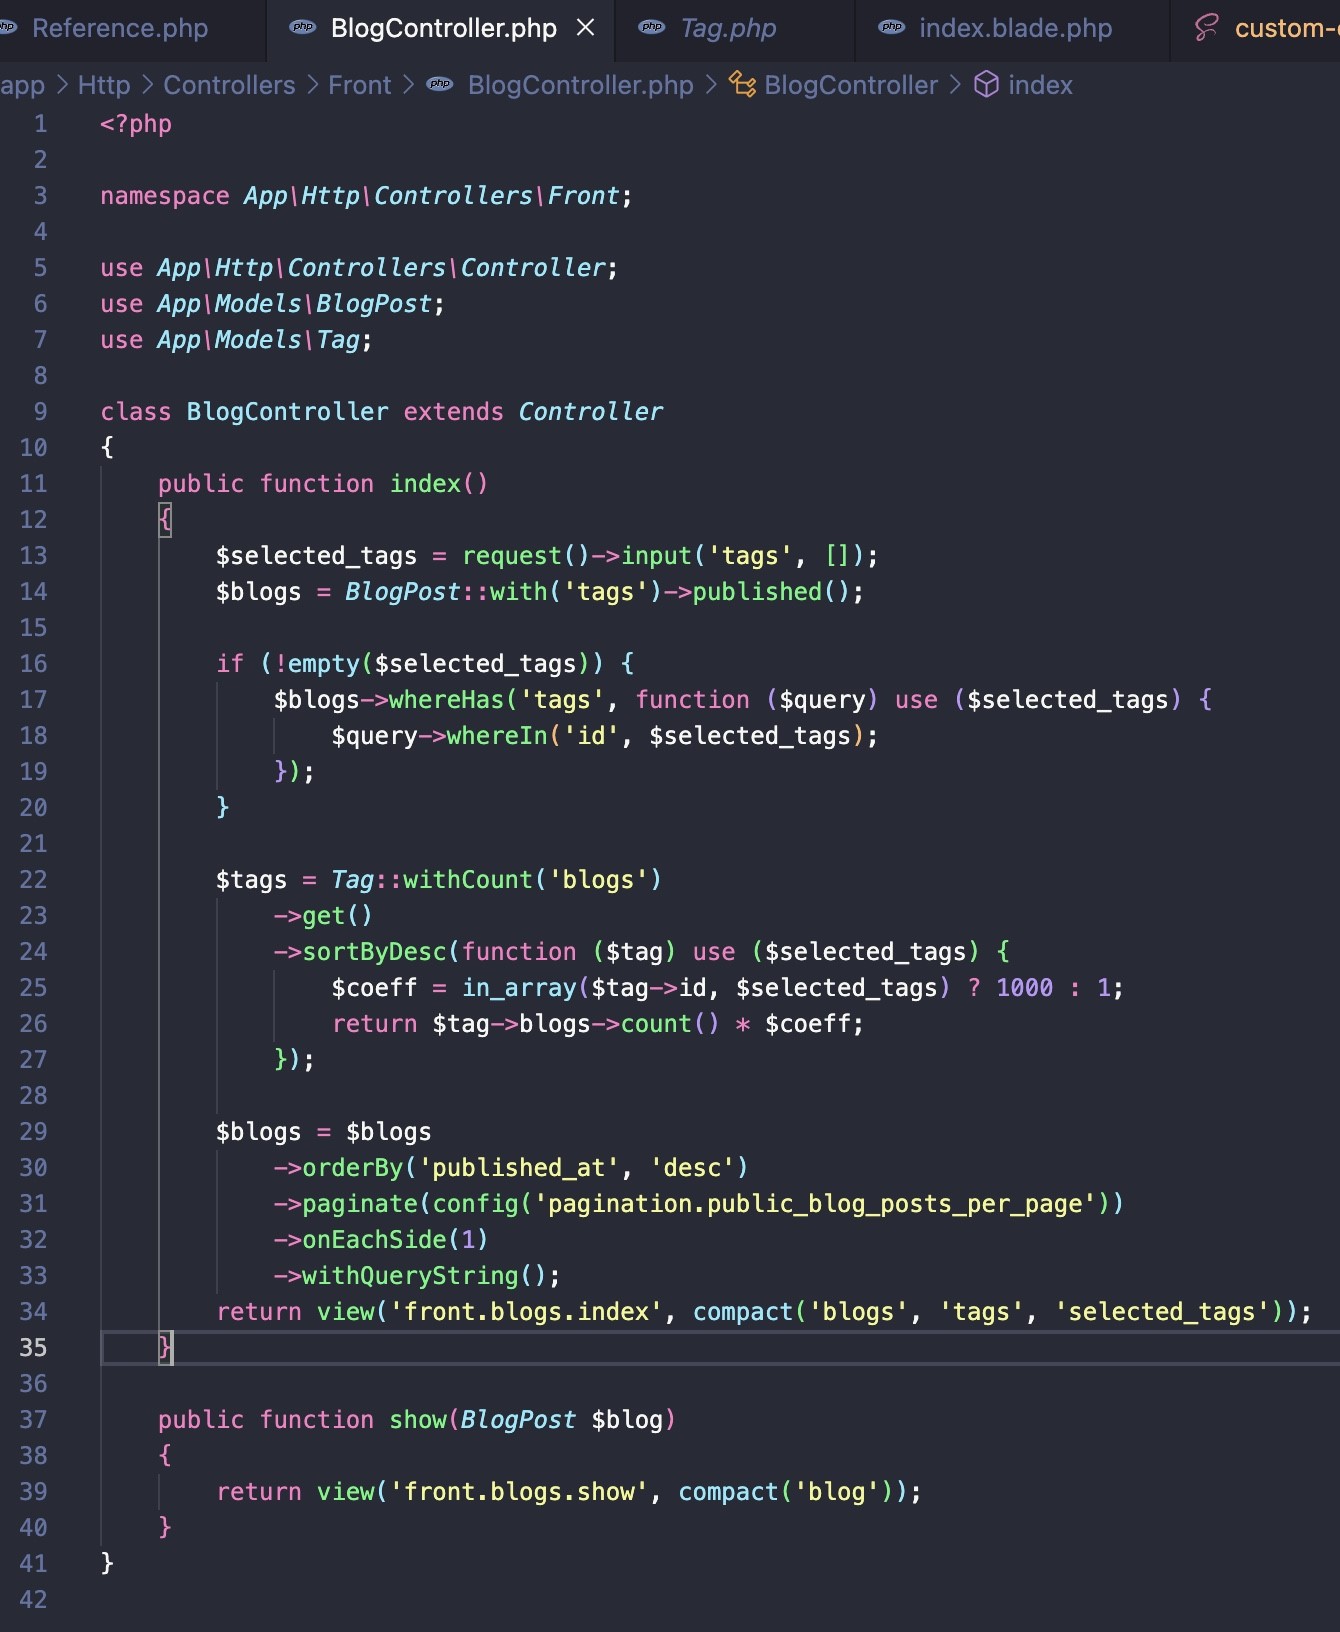 php Reference.php php BlogController.php × php Tag.php php index.blade.php custom-
app > Http > Controllers > Front > php BlogController.php > BlogController > index
1 <?php
2
3 namespace App\Http\Controllers\Front;
4
5 use App\Http\Controllers\Controller;
6 use App\Models\BlogPost;
7 use App\Models\Tag;
8
9 class BlogController extends Controller
10 {
11     public function index()
12     {
13         $selected_tags = request()->input('tags', []);
14         $blogs = BlogPost::with('tags')->published();
15
16         if (!empty($selected_tags)) {
17             $blogs->whereHas('tags', function ($query) use ($selected_tags) {
18                 $query->whereIn('id', $selected_tags);
19             });
20         }
21
22         $tags = Tag::withCount('blogs')
23             ->get()
24             ->sortByDesc(function ($tag) use ($selected_tags) {
25                 $coeff = in_array($tag->id, $selected_tags) ? 1000 : 1;
26                 return $tag->blogs->count() * $coeff;
27             });
28
29         $blogs = $blogs
30             ->orderBy('published_at', 'desc')
31             ->paginate(config('pagination.public_blog_posts_per_page'))
32             ->onEachSide(1)
33             ->withQueryString();
34         return view('front.blogs.index', compact('blogs', 'tags', 'selected_tags'));
35     }
36
37     public function show(BlogPost $blog)
38     {
39         return view('front.blogs.show', compact('blog'));
40     }
41 }
42